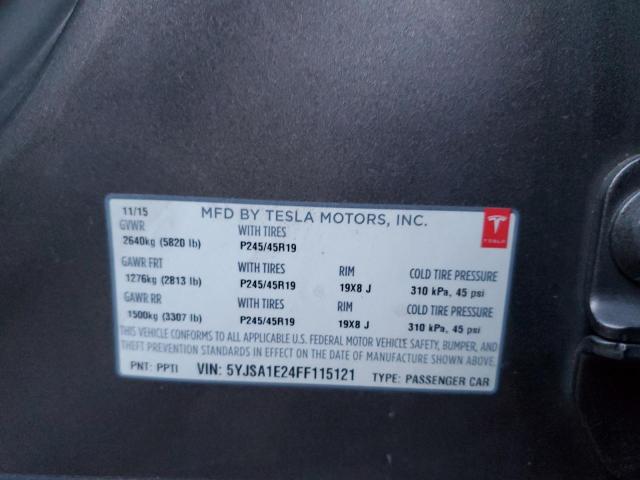 11/15 MFD BY TESLA MOTORS, INC.
GVWR WITH TIRES
2640kg (5820 lb) P245/45R19
GAWR FRT WITH TIRES RIM COLD TIRE PRESSURE
1276kg (2813 lb) P245/45R19 19X8 J 310 kPa, 45 psi
GAWR RR WITH TIRES RIM COLD TIRE PRESSURE
1500kg (3307 lb) P245/45R19 19X8 J 310 kPa, 45 psi
THIS VEHICLE CONFORMS TO ALL APPLICABLE U.S. FEDERAL MOTOR VEHICLE SAFETY, BUMPER, AND
THEFT PREVENTION STANDARDS IN EFFECT ON THE DATE OF MANUFACTURE SHOWN ABOVE.
PNT: PPTI VIN: 5YJSA1E24FF115121 TYPE: PASSENGER CAR
TESLA